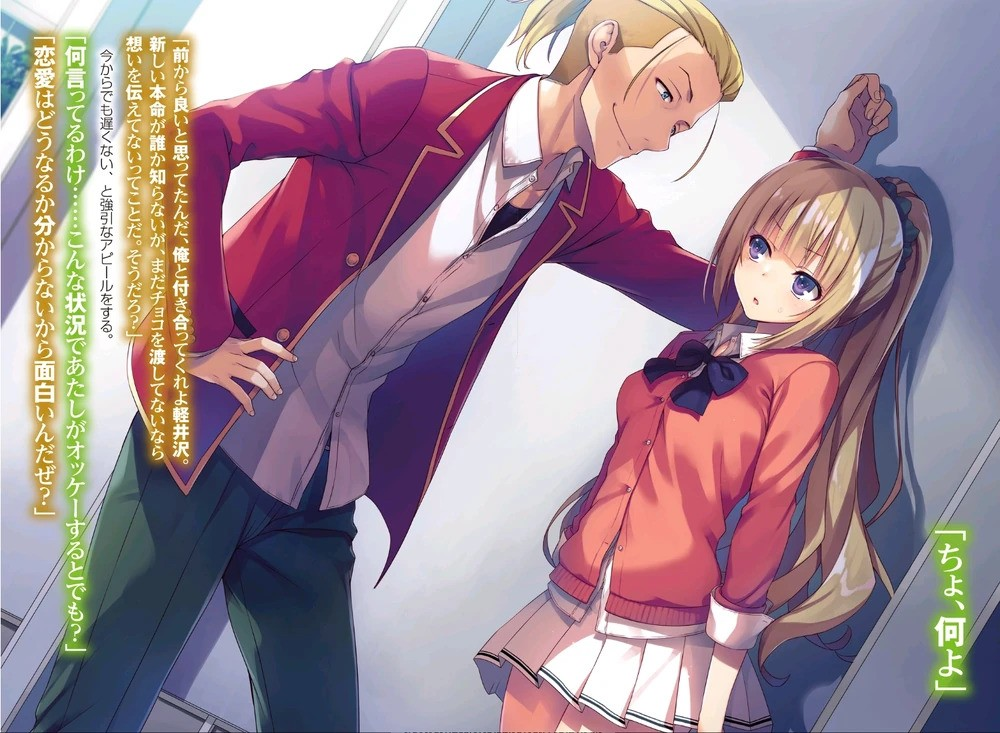 「ちょ、何よ」
「前から良いと思ってたんだ、俺と付き合ってくれよ軽井沢。
新しい本命が誰か知らないが、まだチョコを渡してないなら
想いを伝えてないってことだ。そうだろ？」
今からでも遅くない、と強引なアピールをする。
「何言ってるわけ……こんな状況であたしがオッケーするとでも？」
「恋愛はどうなるか分からないから面白いんだぜ？」